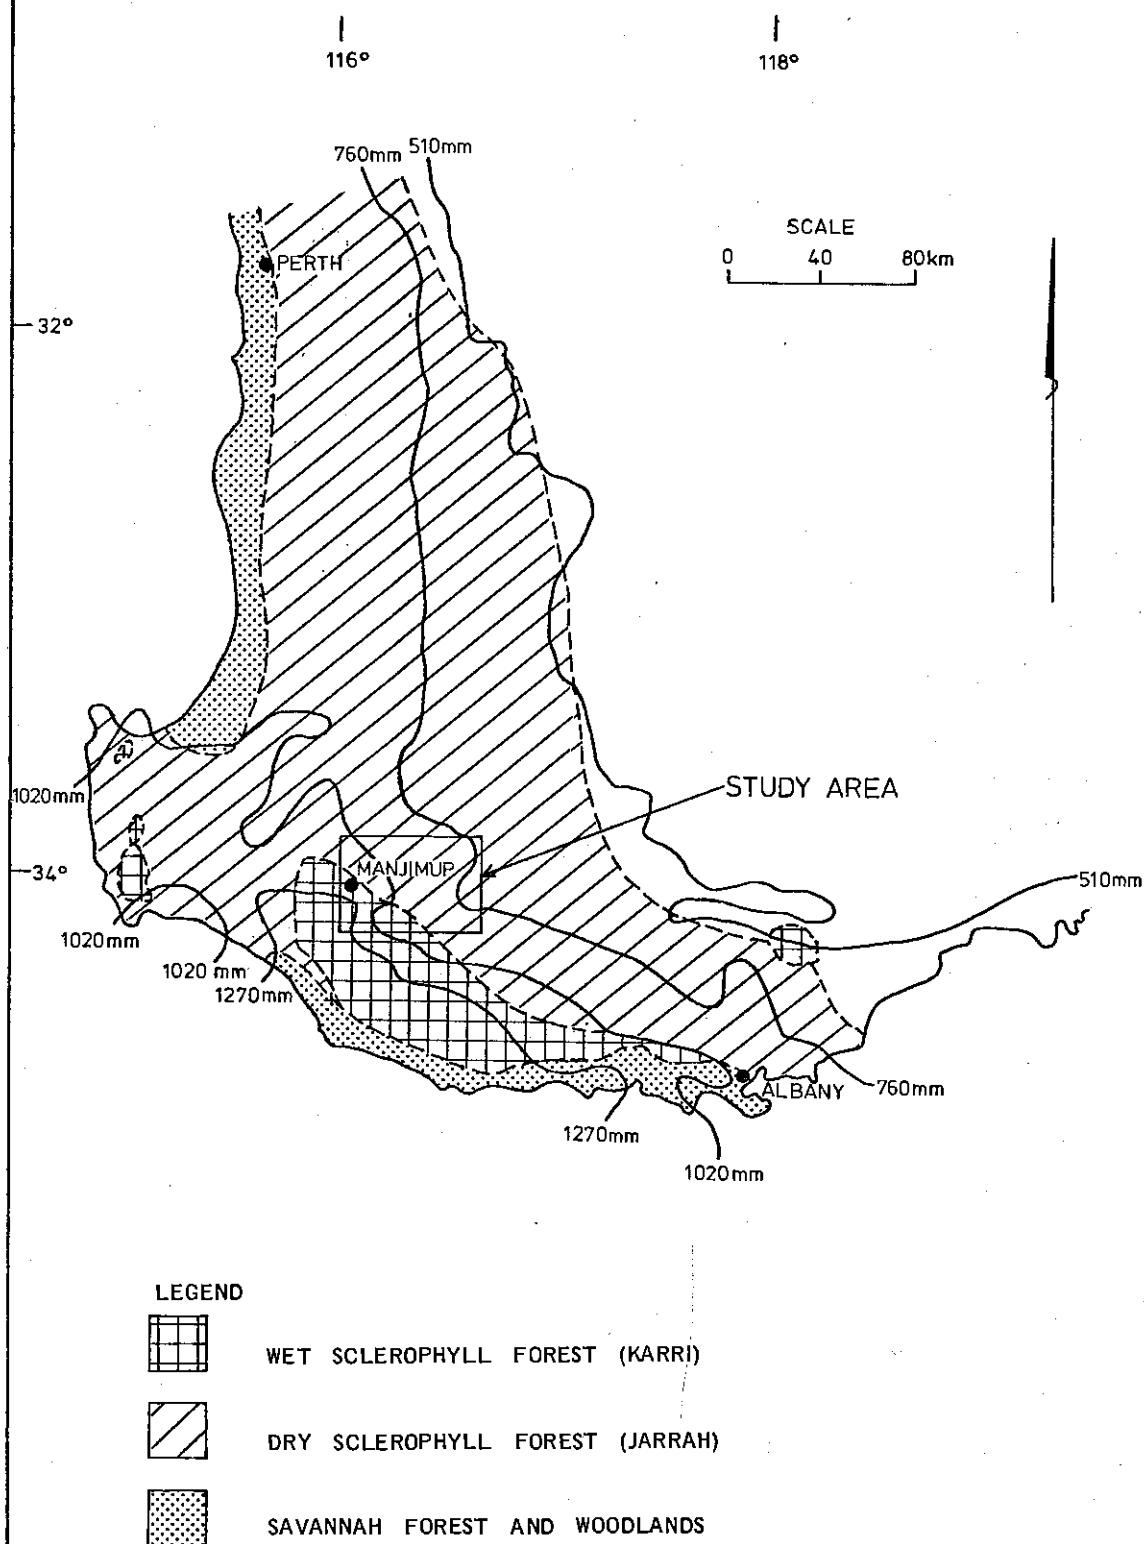 116°
118°
760mm
510mm
SCALE
0 40 80km
PERTH
32°
STUDY AREA
1020mm
34°
MANJIMUP
510mm
1020mm
1020 mm
1270mm
ALBANY
760mm
1270mm
1020mm
LEGEND
WET SCLEROPHYLL FOREST (KARRI)
DRY SCLEROPHYLL FOREST (JARRAH)
SAVANNAH FOREST AND WOODLANDS